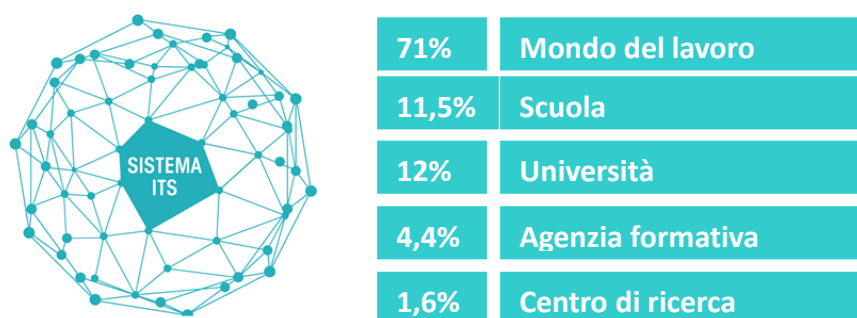 SISTEMA
ITS
71% Mondo del lavoro
11,5% Scuola
12% Università
4,4% Agenzia formativa
1,6% Centro di ricerca